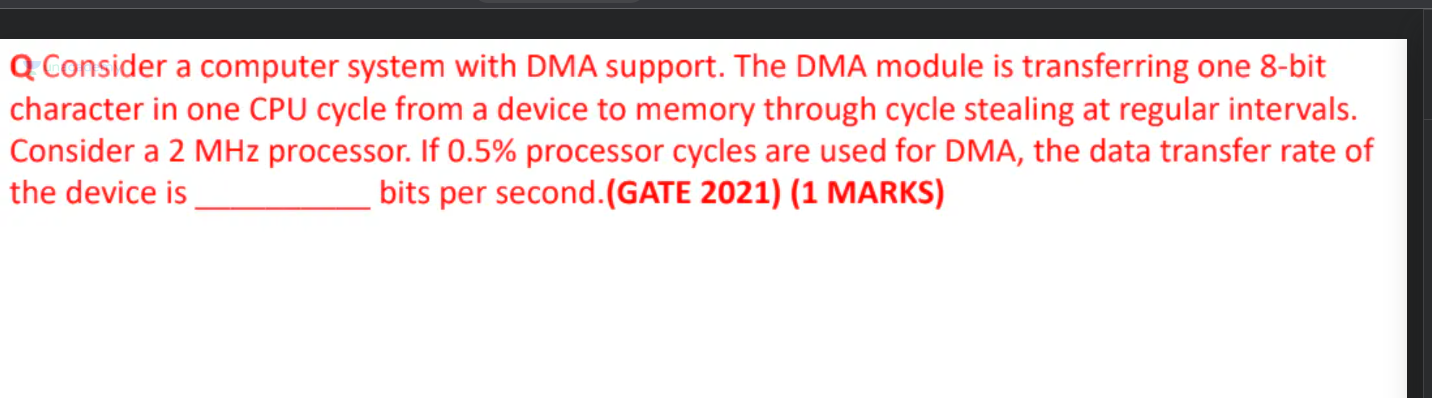 Q Consider a computer system with DMA support. The DMA module is transferring one 8-bit
character in one CPU cycle from a device to memory through cycle stealing at regular intervals.
Consider a 2 MHz processor. If 0.5% processor cycles are used for DMA, the data transfer rate of
the device is __________ bits per second.(GATE 2021) (1 MARKS)